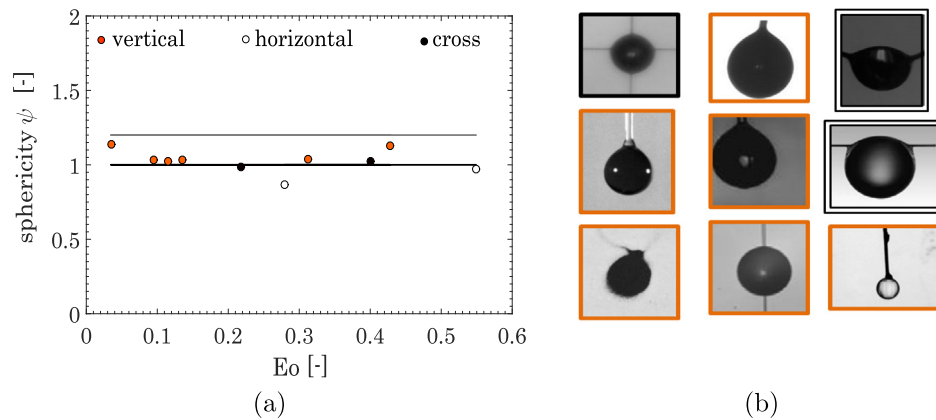 2
vertical
horizontal
cross
1.5
1
0.5
0
sphericity ψ [-]
0 0.1 0.2 0.3 0.4 0.5 0.6
Eo [-]
(a)
(b)